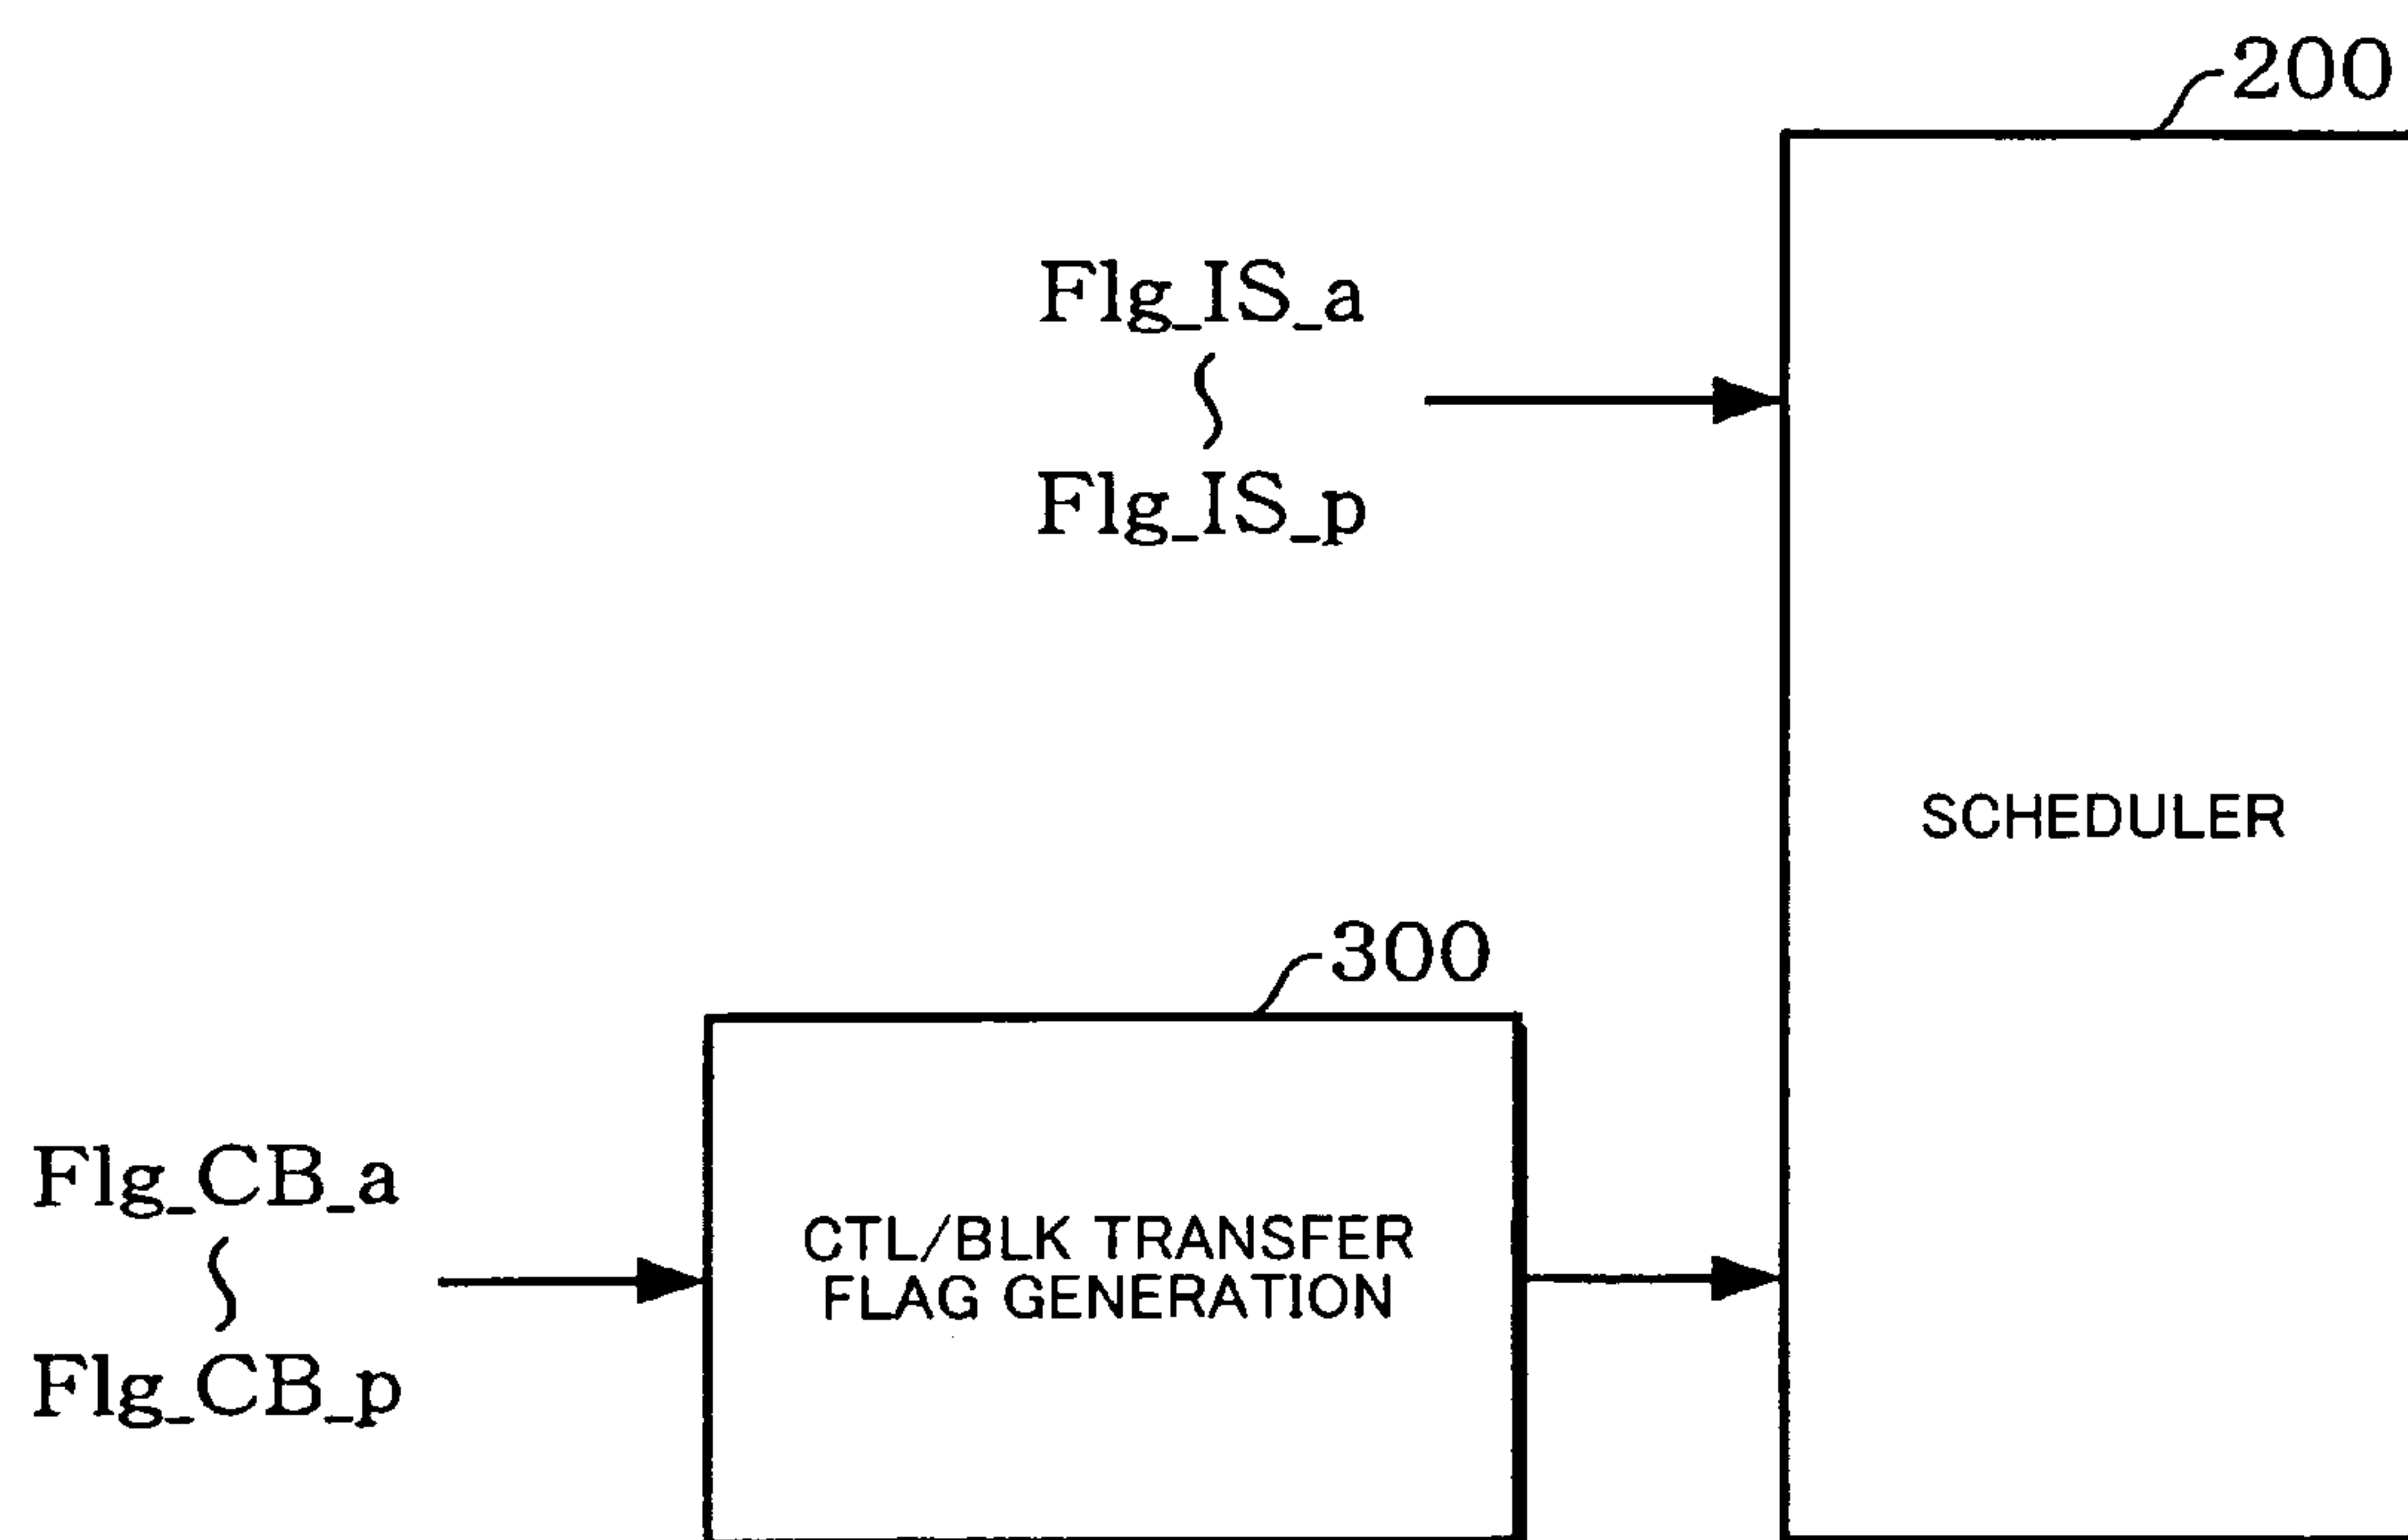 200
Flg_IS_a
Flg_IS_p
SCHEDULER
300
Flg_CB_a
CTL/BLK TRANSFER
FLAG GENERATION
Flg_CB_p